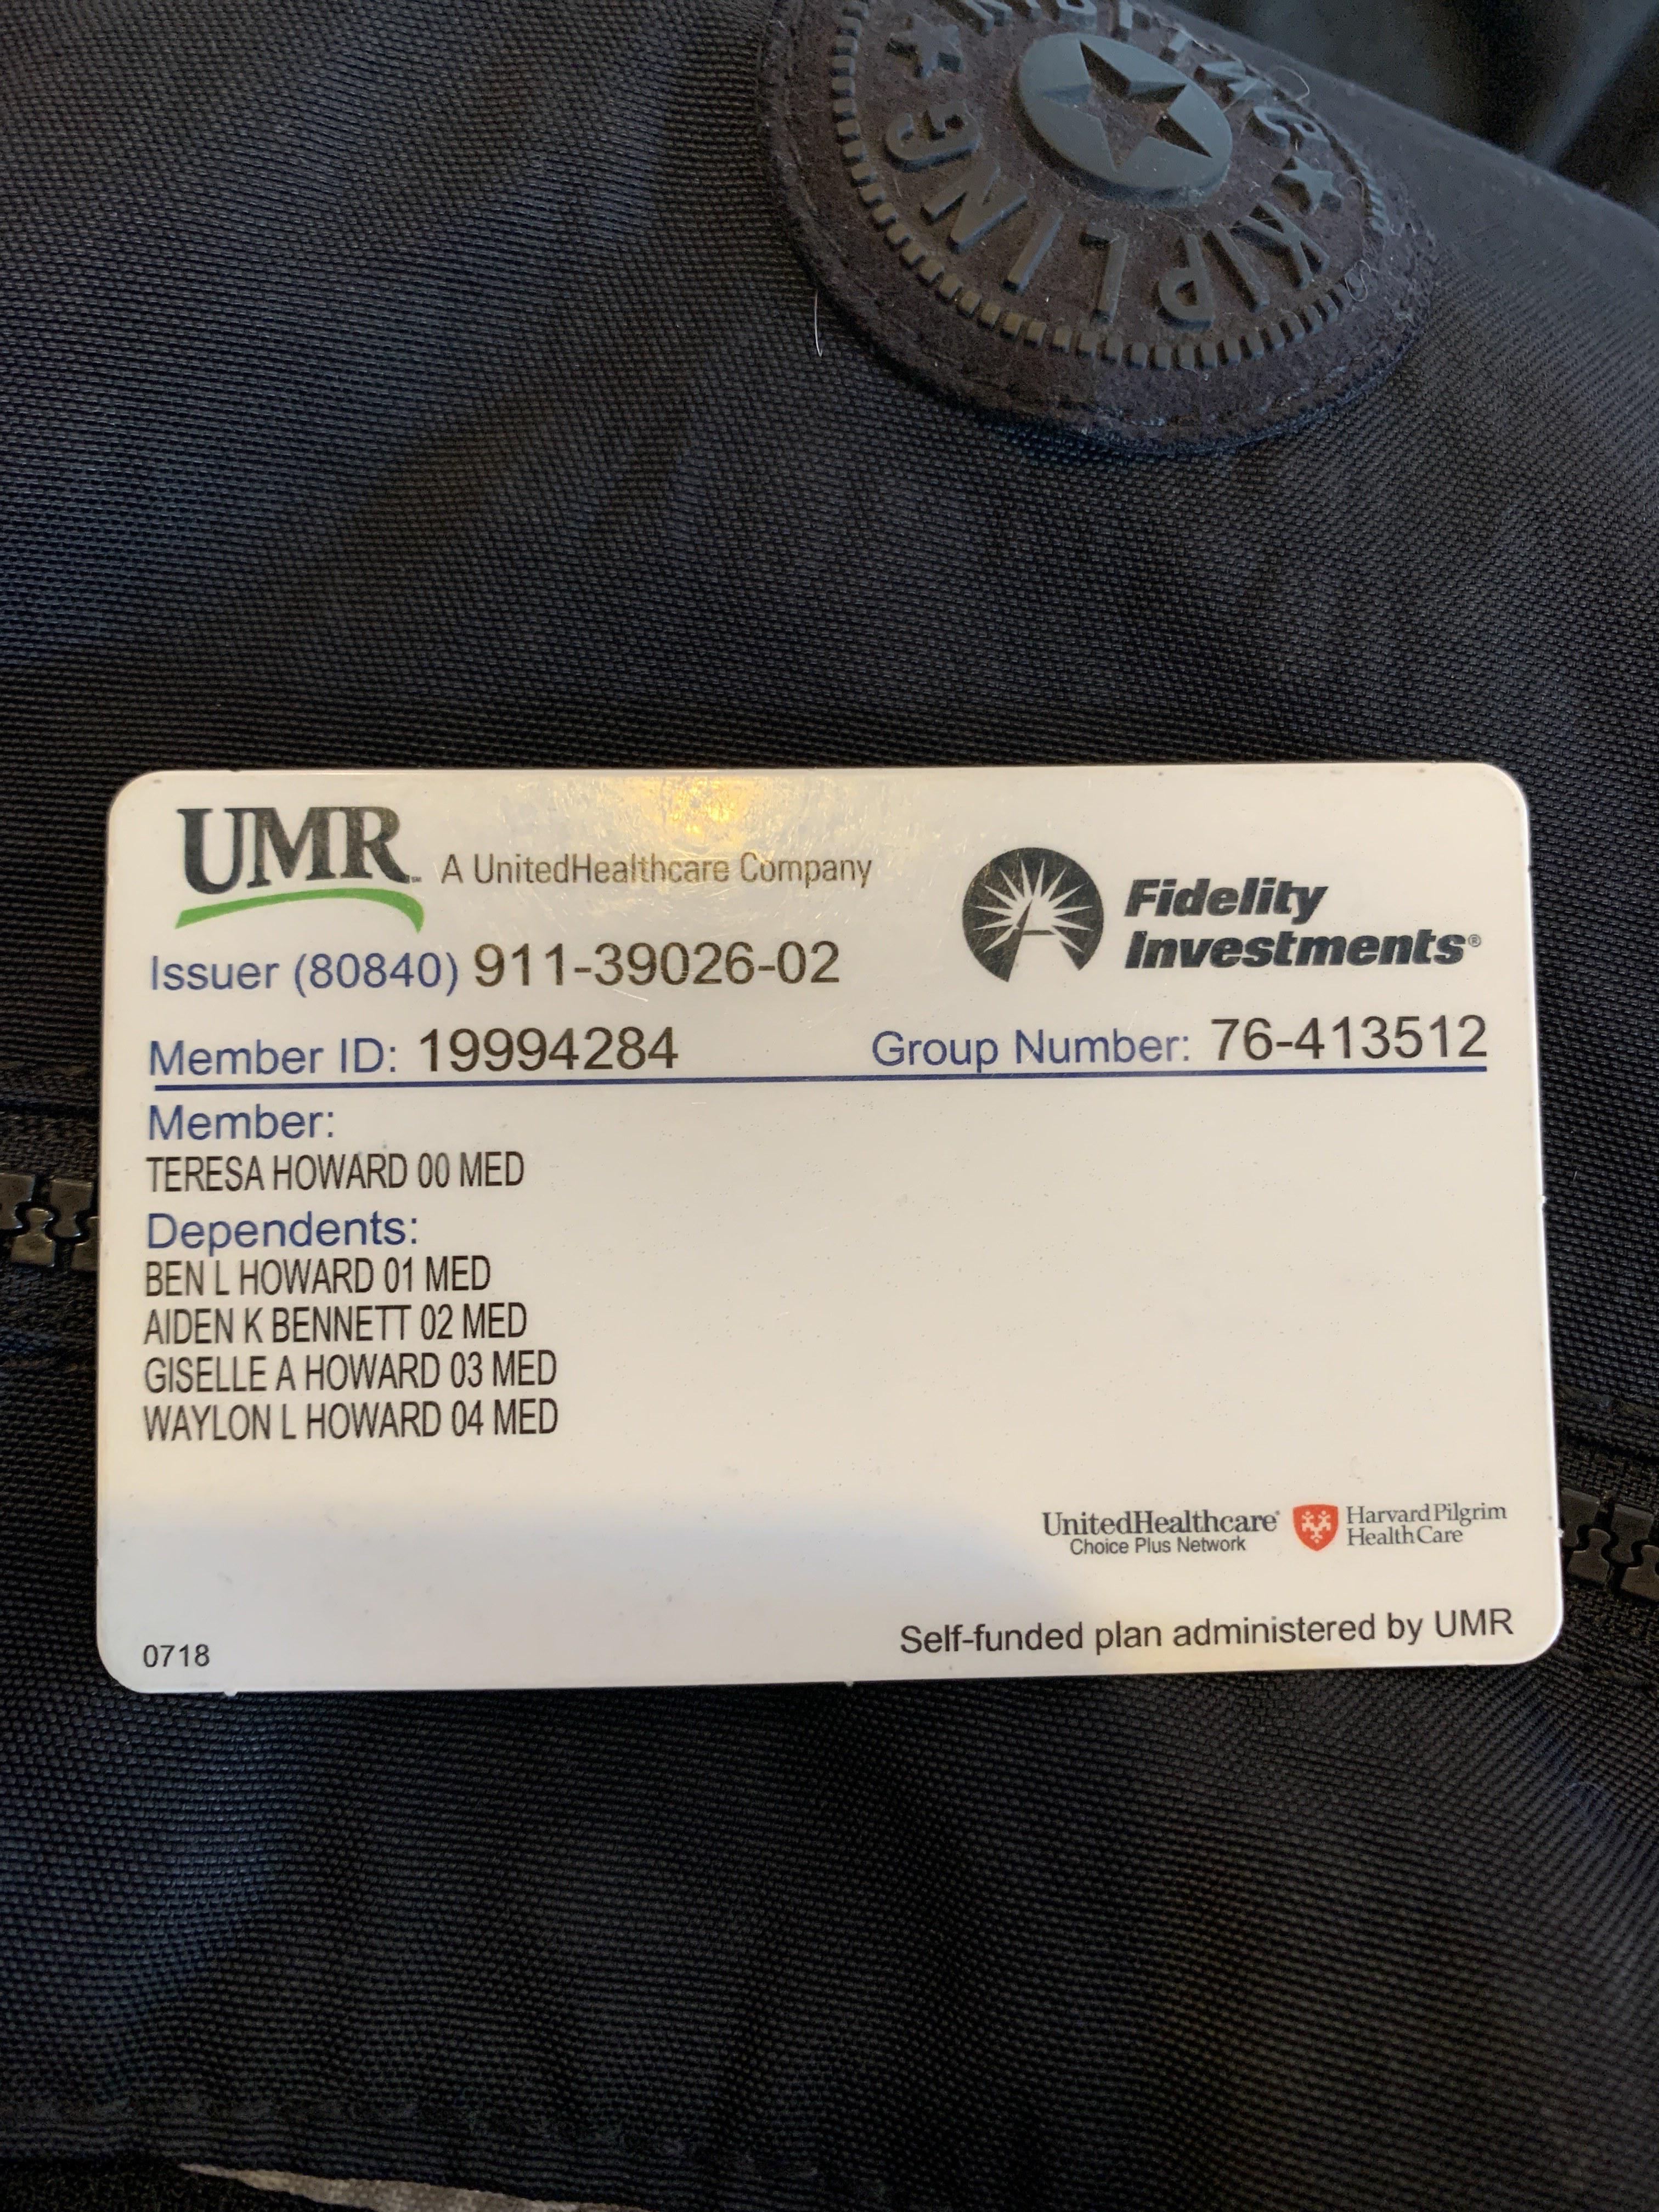 KIPLING
UMR
A UnitedHealthcare Company
Fidelity
Investments®
Issuer (80840) 911-39026-02
Member ID: 19994284 Group Number: 76-413512
Member:
TERESA HOWARD 00 MED
Dependents:
BEN L HOWARD 01 MED
AIDEN K BENNETT 02 MED
GISELLE A HOWARD 03 MED
WAYLON L HOWARD 04 MED
UnitedHealthcare®
Choice Plus Network
Harvard Pilgrim
HealthCare
0718
Self-funded plan administered by UMR